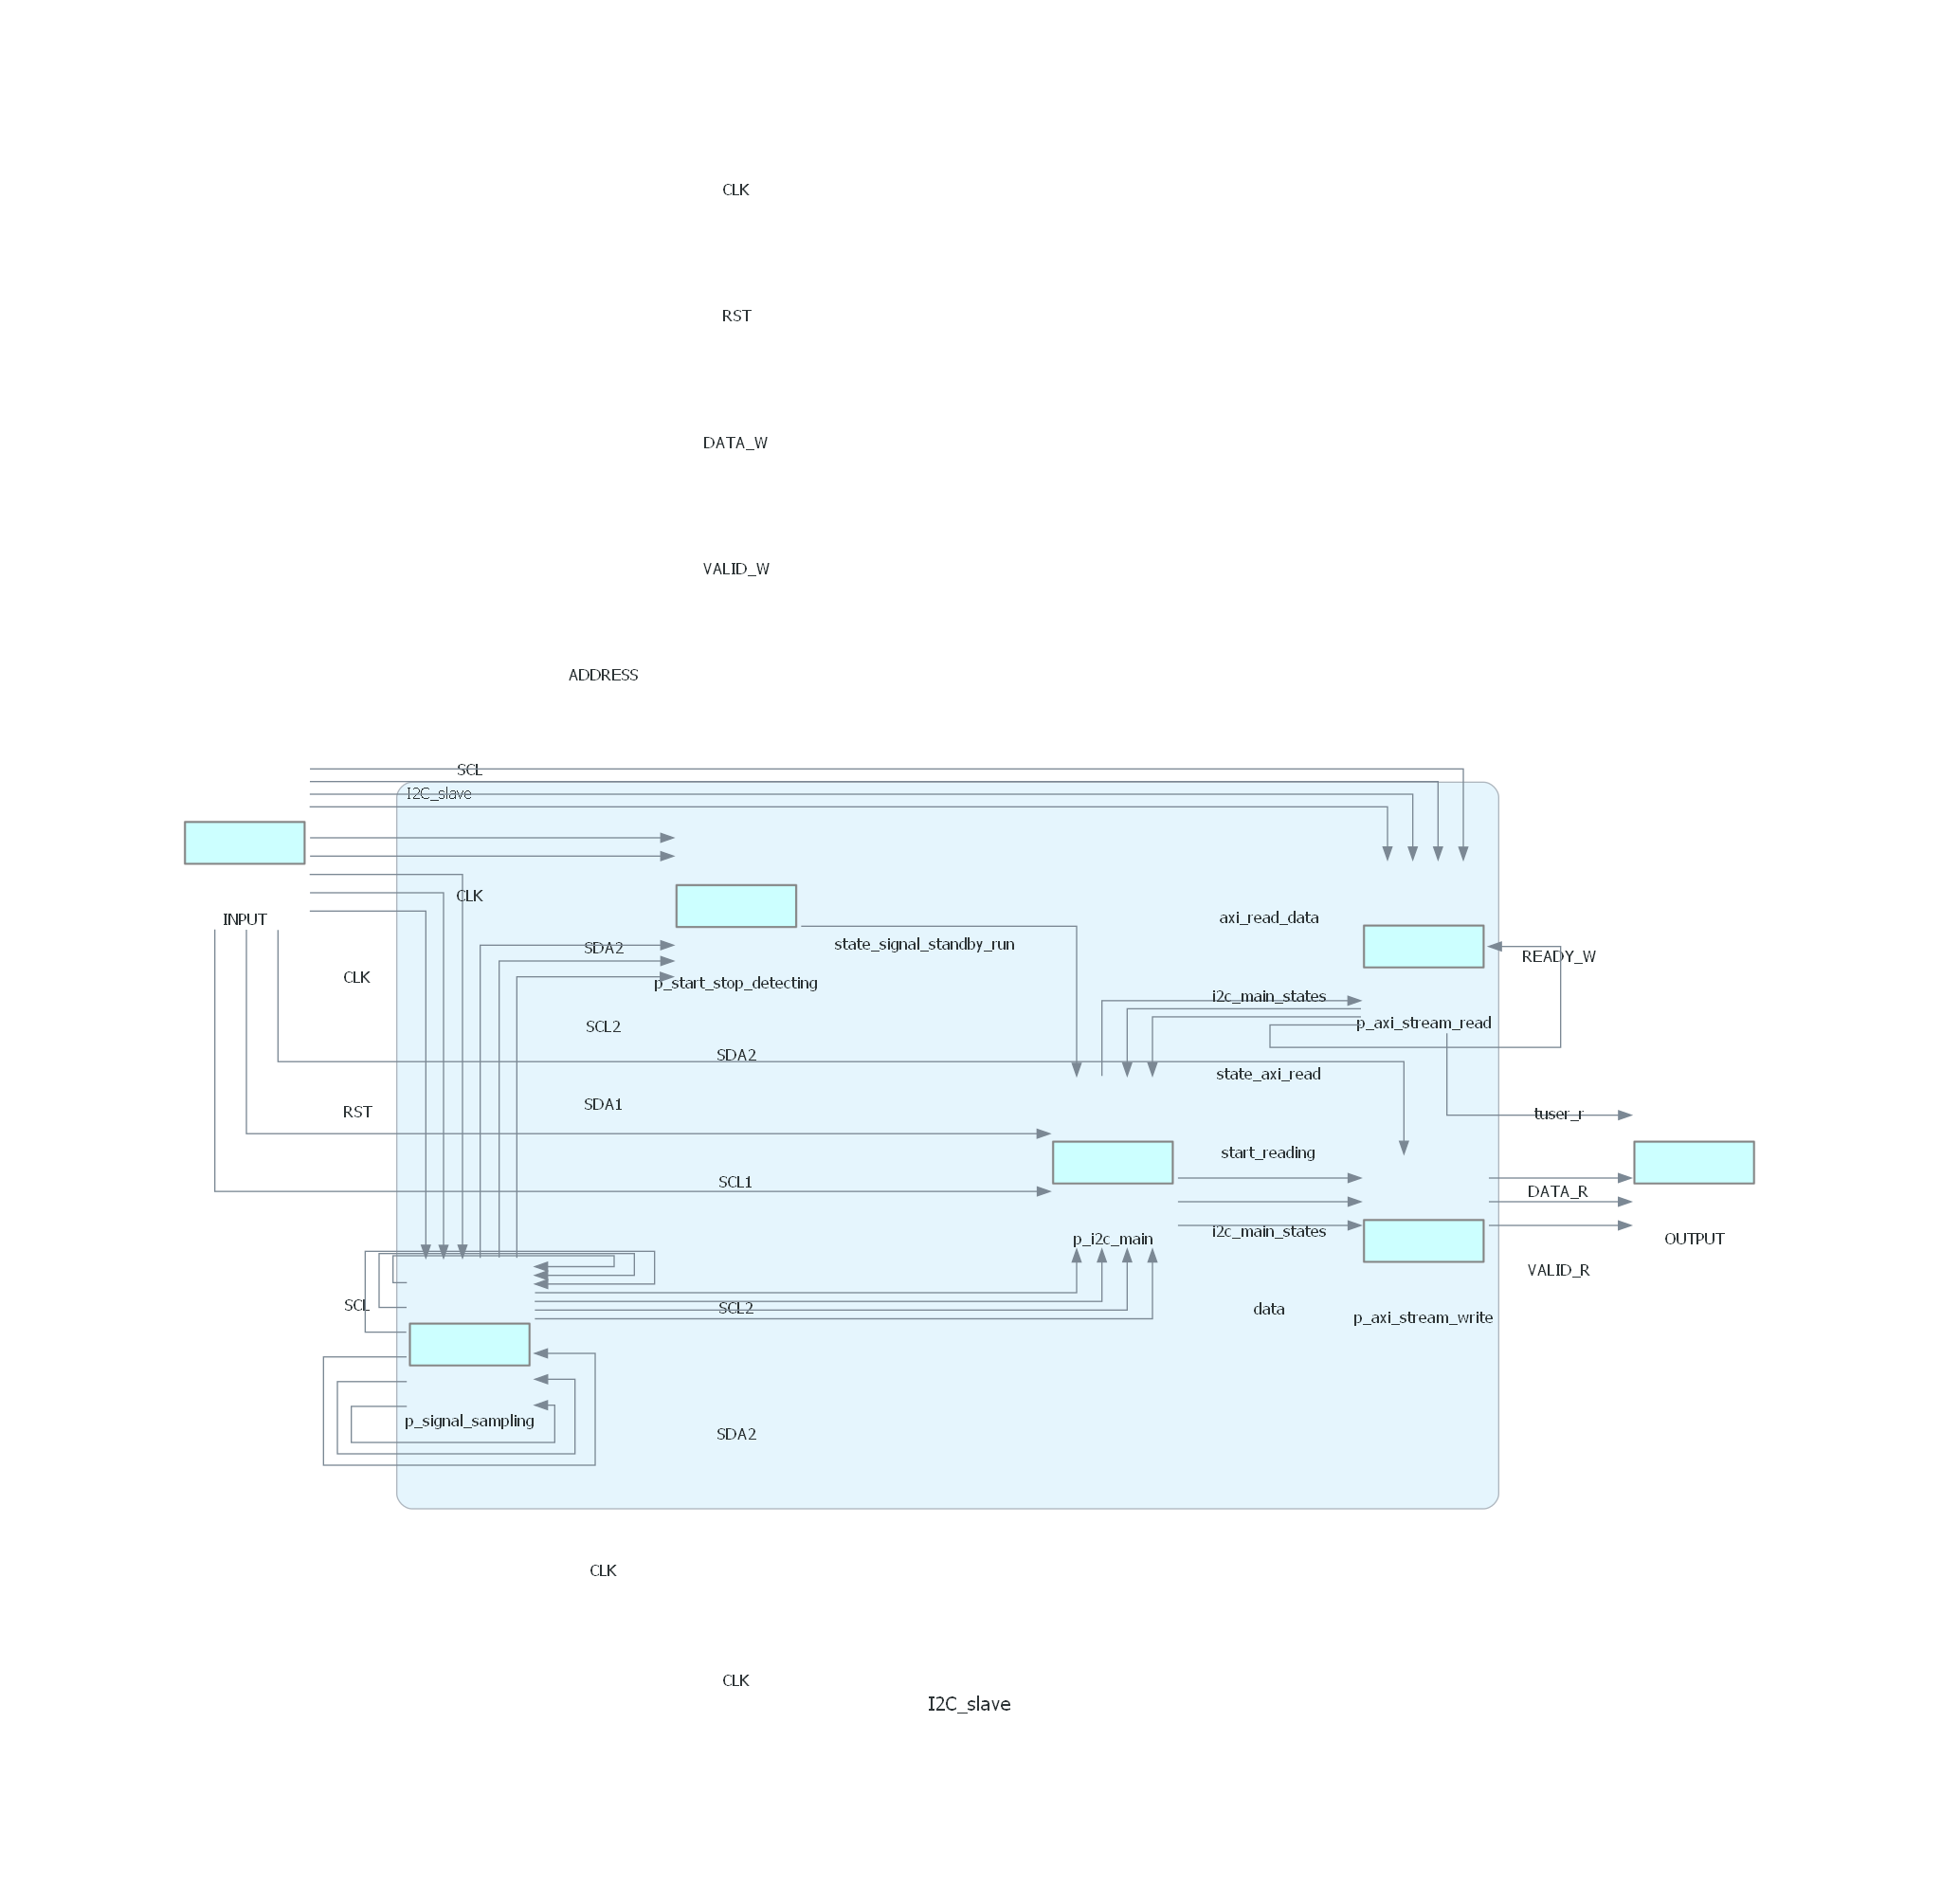 CLK
RST
DATA_W
VALID_W
ADDRESS
SCL
I2C_slave
CLK
axi_read_data
INPUT
state_signal_standby_run
SDA2
READY_W
CLK
p_start_stop_detecting
i2c_main_states
p_axi_stream_read
SCL2
SDA2
state_axi_read
SDA1
RST
tuser_r
start_reading
SCL1
DATA_R
i2c_main_states
p_i2c_main
OUTPUT
VALID_R
SCL
SCL2
data
p_axi_stream_write
p_signal_sampling
SDA2
CLK
CLK
I2C_slave